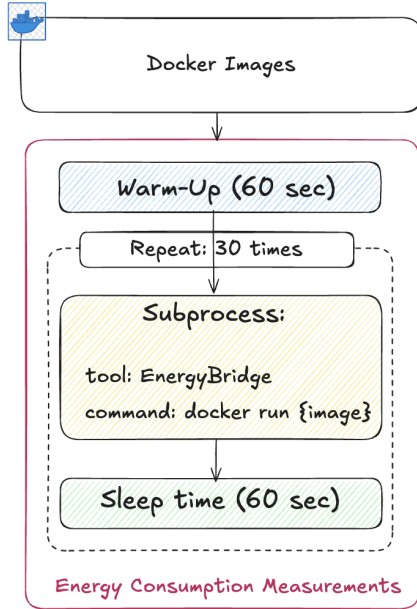 Docker Images
Warm-Up (60 sec)
Repeat: 30 times
Subprocess:
tool: EnergyBridge
command: docker run {image}
Sleep time (60 sec)
Energy Consumption Measurements